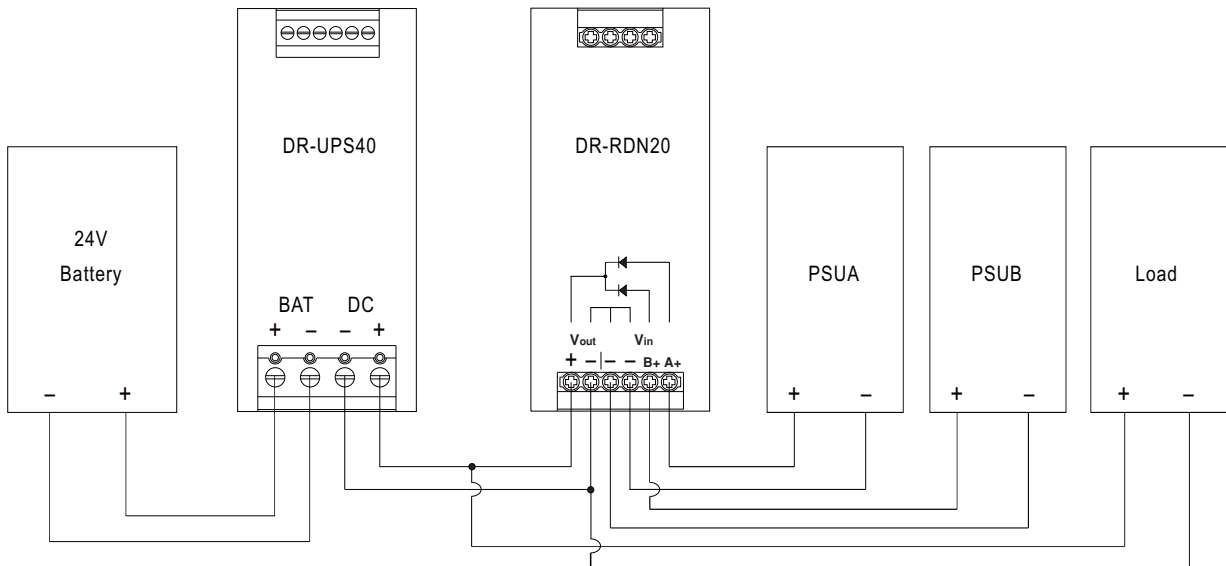 DR-UPS40
DR-RDN20
24V
Battery
PSUA
PSUB
Load
BAT DC
+ – – +
Vout Vin
+ –|– – B+ A+
– +
+ –
+ –
+ –